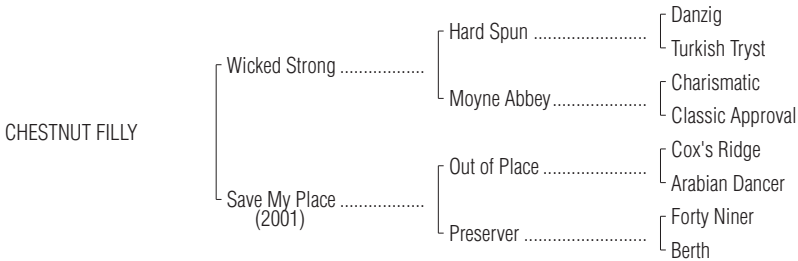 Danzig
Hard Spun ........................
Turkish Tryst
Wicked Strong ..................
Charismatic
Moyne Abbey....................
Classic Approval
CHESTNUT FILLY
Cox's Ridge
Out of Place ......................
Arabian Dancer
Save My Place ..................
(2001)
Forty Niner
Preserver ..........................
Berth